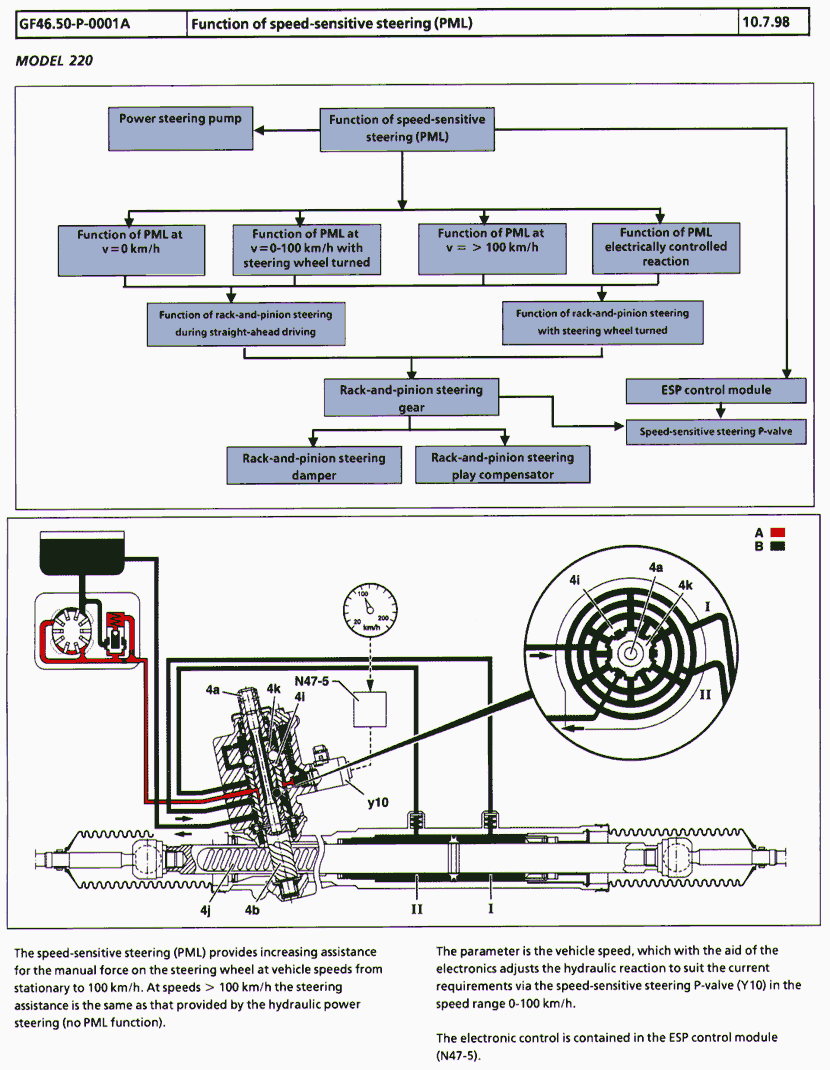 GF46.50-P-0001A
Function of speed-sensitive steering (PML)
10.7.98
MODEL 220
Power steering pump
Function of speed-sensitive
steering (PML)
Function of PML at
v = 0 km/h
Function of PML at
v = 0-100 km/h with
steering wheel turned
Function of PML at
v = > 100 km/h
Function of PML
electrically controlled
reaction
Function of rack-and-pinion steering
during straight-ahead driving
Function of rack-and-pinion steering
with steering wheel turned
Rack-and-pinion steering
gear
ESP control module
Speed-sensitive steering P-valve
Rack-and-pinion steering
damper
Rack-and-pinion steering
play compensator
A
B
4a
4i
4k
I
II
100
20
200
km/h
N47-5
4a
4k
4i
y10
4j
4b
II
I
The speed-sensitive steering (PML) provides increasing assistance
for the manual force on the steering wheel at vehicle speeds from
stationary to 100 km/h. At speeds > 100 km/h the steering
assistance is the same as that provided by the hydraulic power
steering (no PML function).
The parameter is the vehicle speed, which with the aid of the
electronics adjusts the hydraulic reaction to suit the current
requirements via the speed-sensitive steering P-valve (Y10) in the
speed range 0-100 km/h.
The electronic control is contained in the ESP control module
(N47-5).